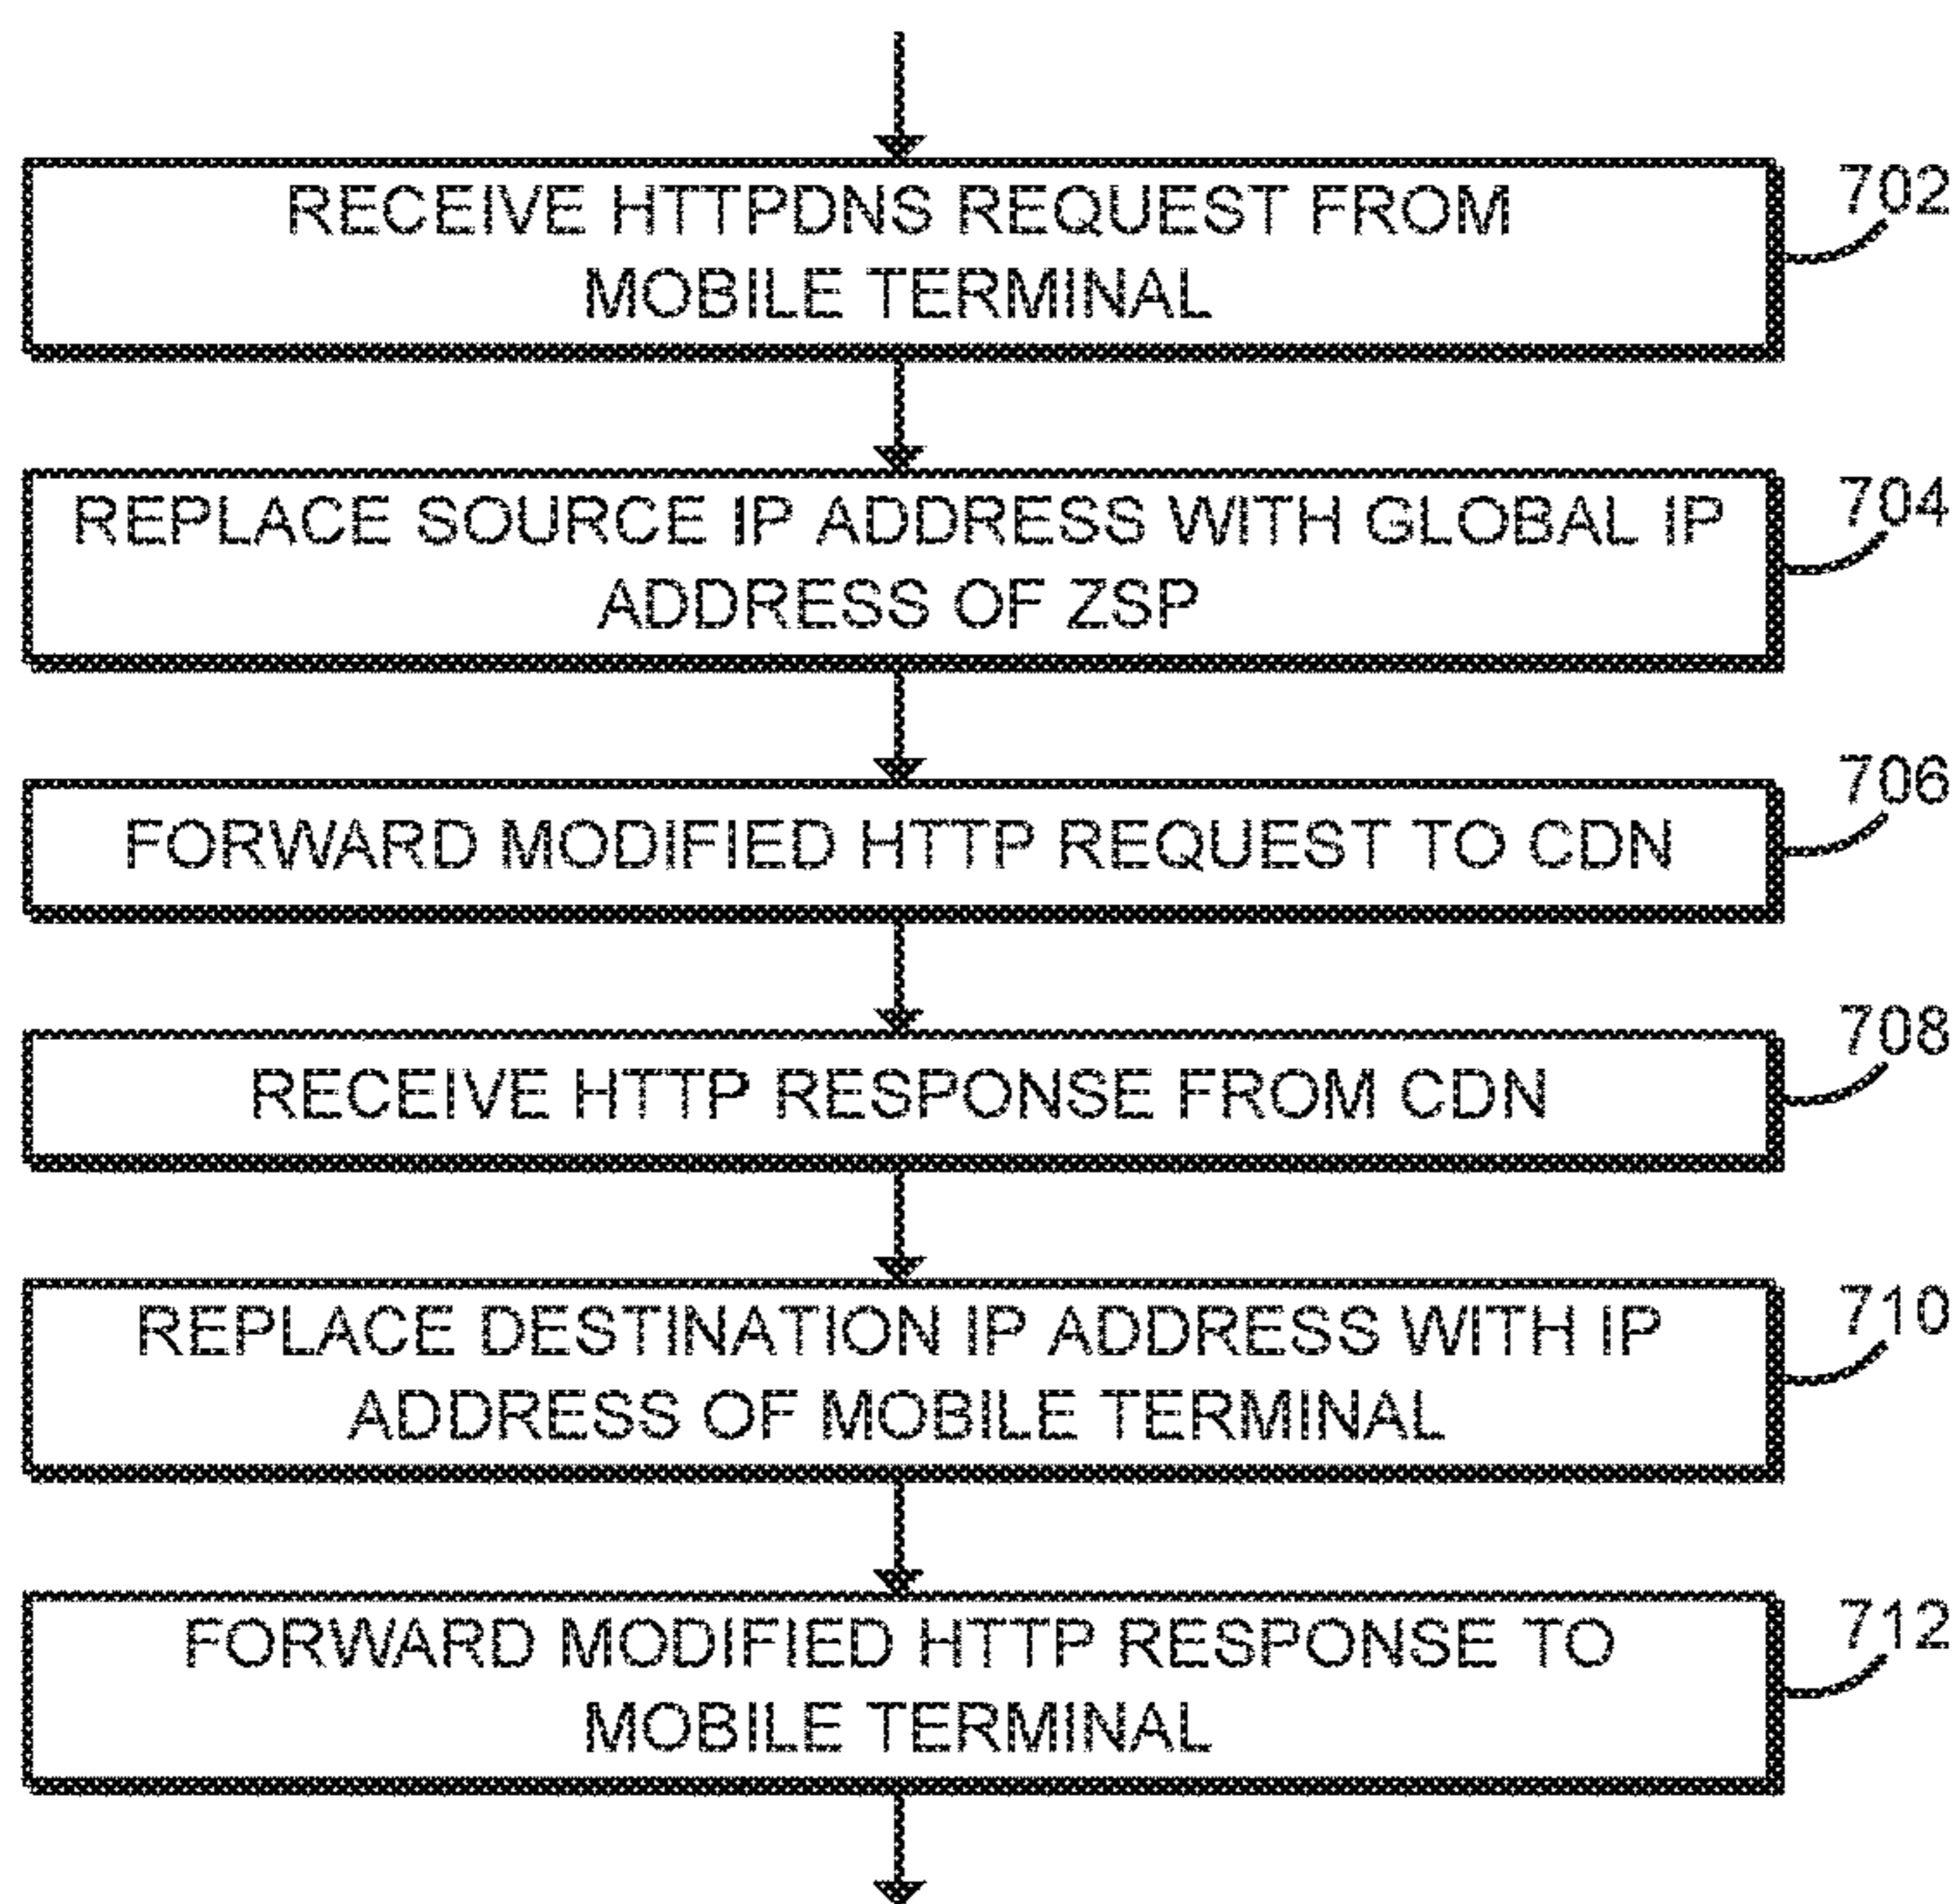 RECEIVE HTTPDNS REQUEST FROM
MOBILE TERMINAL
702
REPLACE SOURCE IP ADDRESS WITH GLOBAL IP
ADDRESS OF ZSP
704
FORWARD MODIFIED HTTP REQUEST TO CDN
706
RECEIVE HTTP RESPONSE FROM CDN
708
REPLACE DESTINATION IP ADDRESS WITH IP
ADDRESS OF MOBILE TERMINAL
710
FORWARD MODIFIED HTTP RESPONSE TO
MOBILE TERMINAL
712